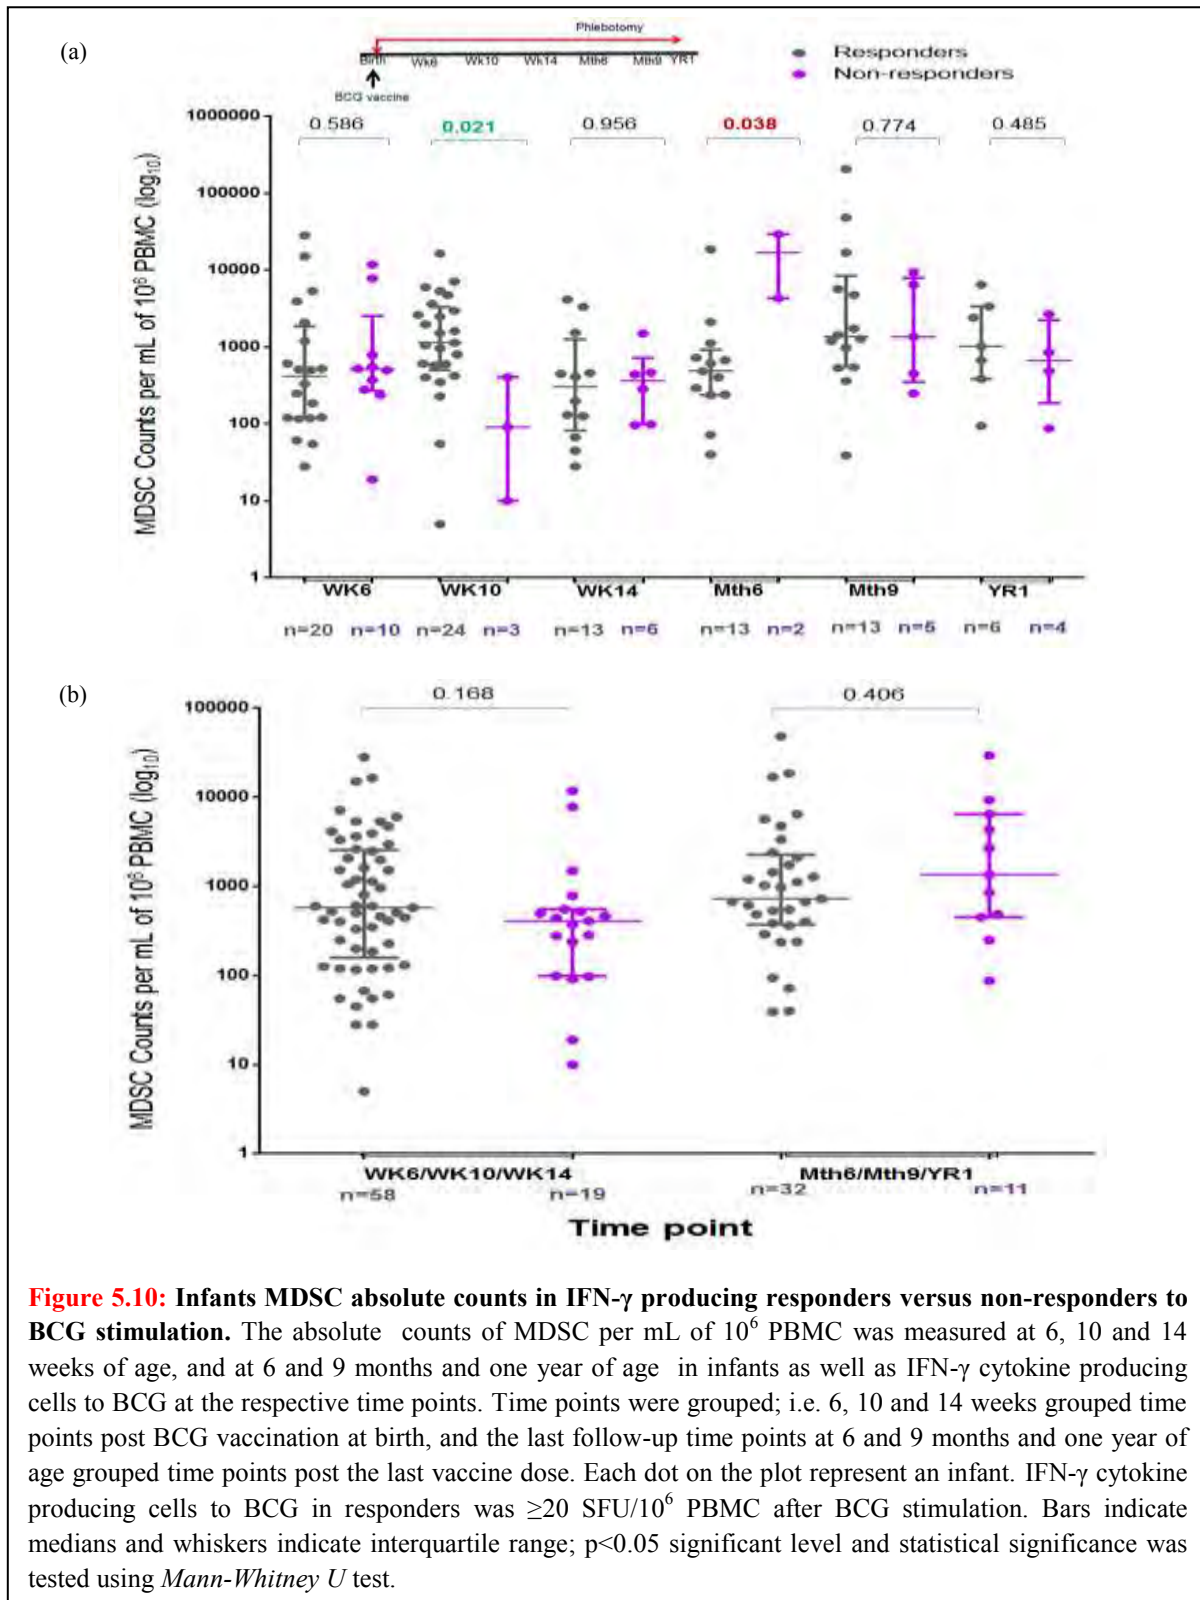 (a)
Phlebotomy
Birth Wk6 Wk10 Wk14 Mth6 Mth9 YR1
BCG vaccine
Responders
Non-responders
MDSC Counts per mL of 10⁶ PBMC (log₁₀)
1000000
100000
10000
1000
100
10
1
0.586 0.021 0.956 0.038 0.774 0.485
WK6 WK10 WK14 Mth6 Mth9 YR1
n=20 n=10 n=24 n=3 n=13 n=6 n=13 n=2 n=13 n=5 n=6 n=4
(b)
MDSC Counts per mL of 10⁶ PBMC (log₁₀)
100000
10000
1000
100
10
1
0.168 0.406
WK6/WK10/WK14 Mth6/Mth9/YR1
n=58 n=19 n=32 n=11
Time point
Figure 5.10: Infants MDSC absolute counts in IFN-γ producing responders versus non-responders to
BCG stimulation. The absolute counts of MDSC per mL of 10⁶ PBMC was measured at 6, 10 and 14
weeks of age, and at 6 and 9 months and one year of age in infants as well as IFN-γ cytokine producing
cells to BCG at the respective time points. Time points were grouped; i.e. 6, 10 and 14 weeks grouped time
points post BCG vaccination at birth, and the last follow-up time points at 6 and 9 months and one year of
age grouped time points post the last vaccine dose. Each dot on the plot represent an infant. IFN-γ cytokine
producing cells to BCG in responders was ≥20 SFU/10⁶ PBMC after BCG stimulation. Bars indicate
medians and whiskers indicate interquartile range; p<0.05 significant level and statistical significance was
tested using Mann-Whitney U test.